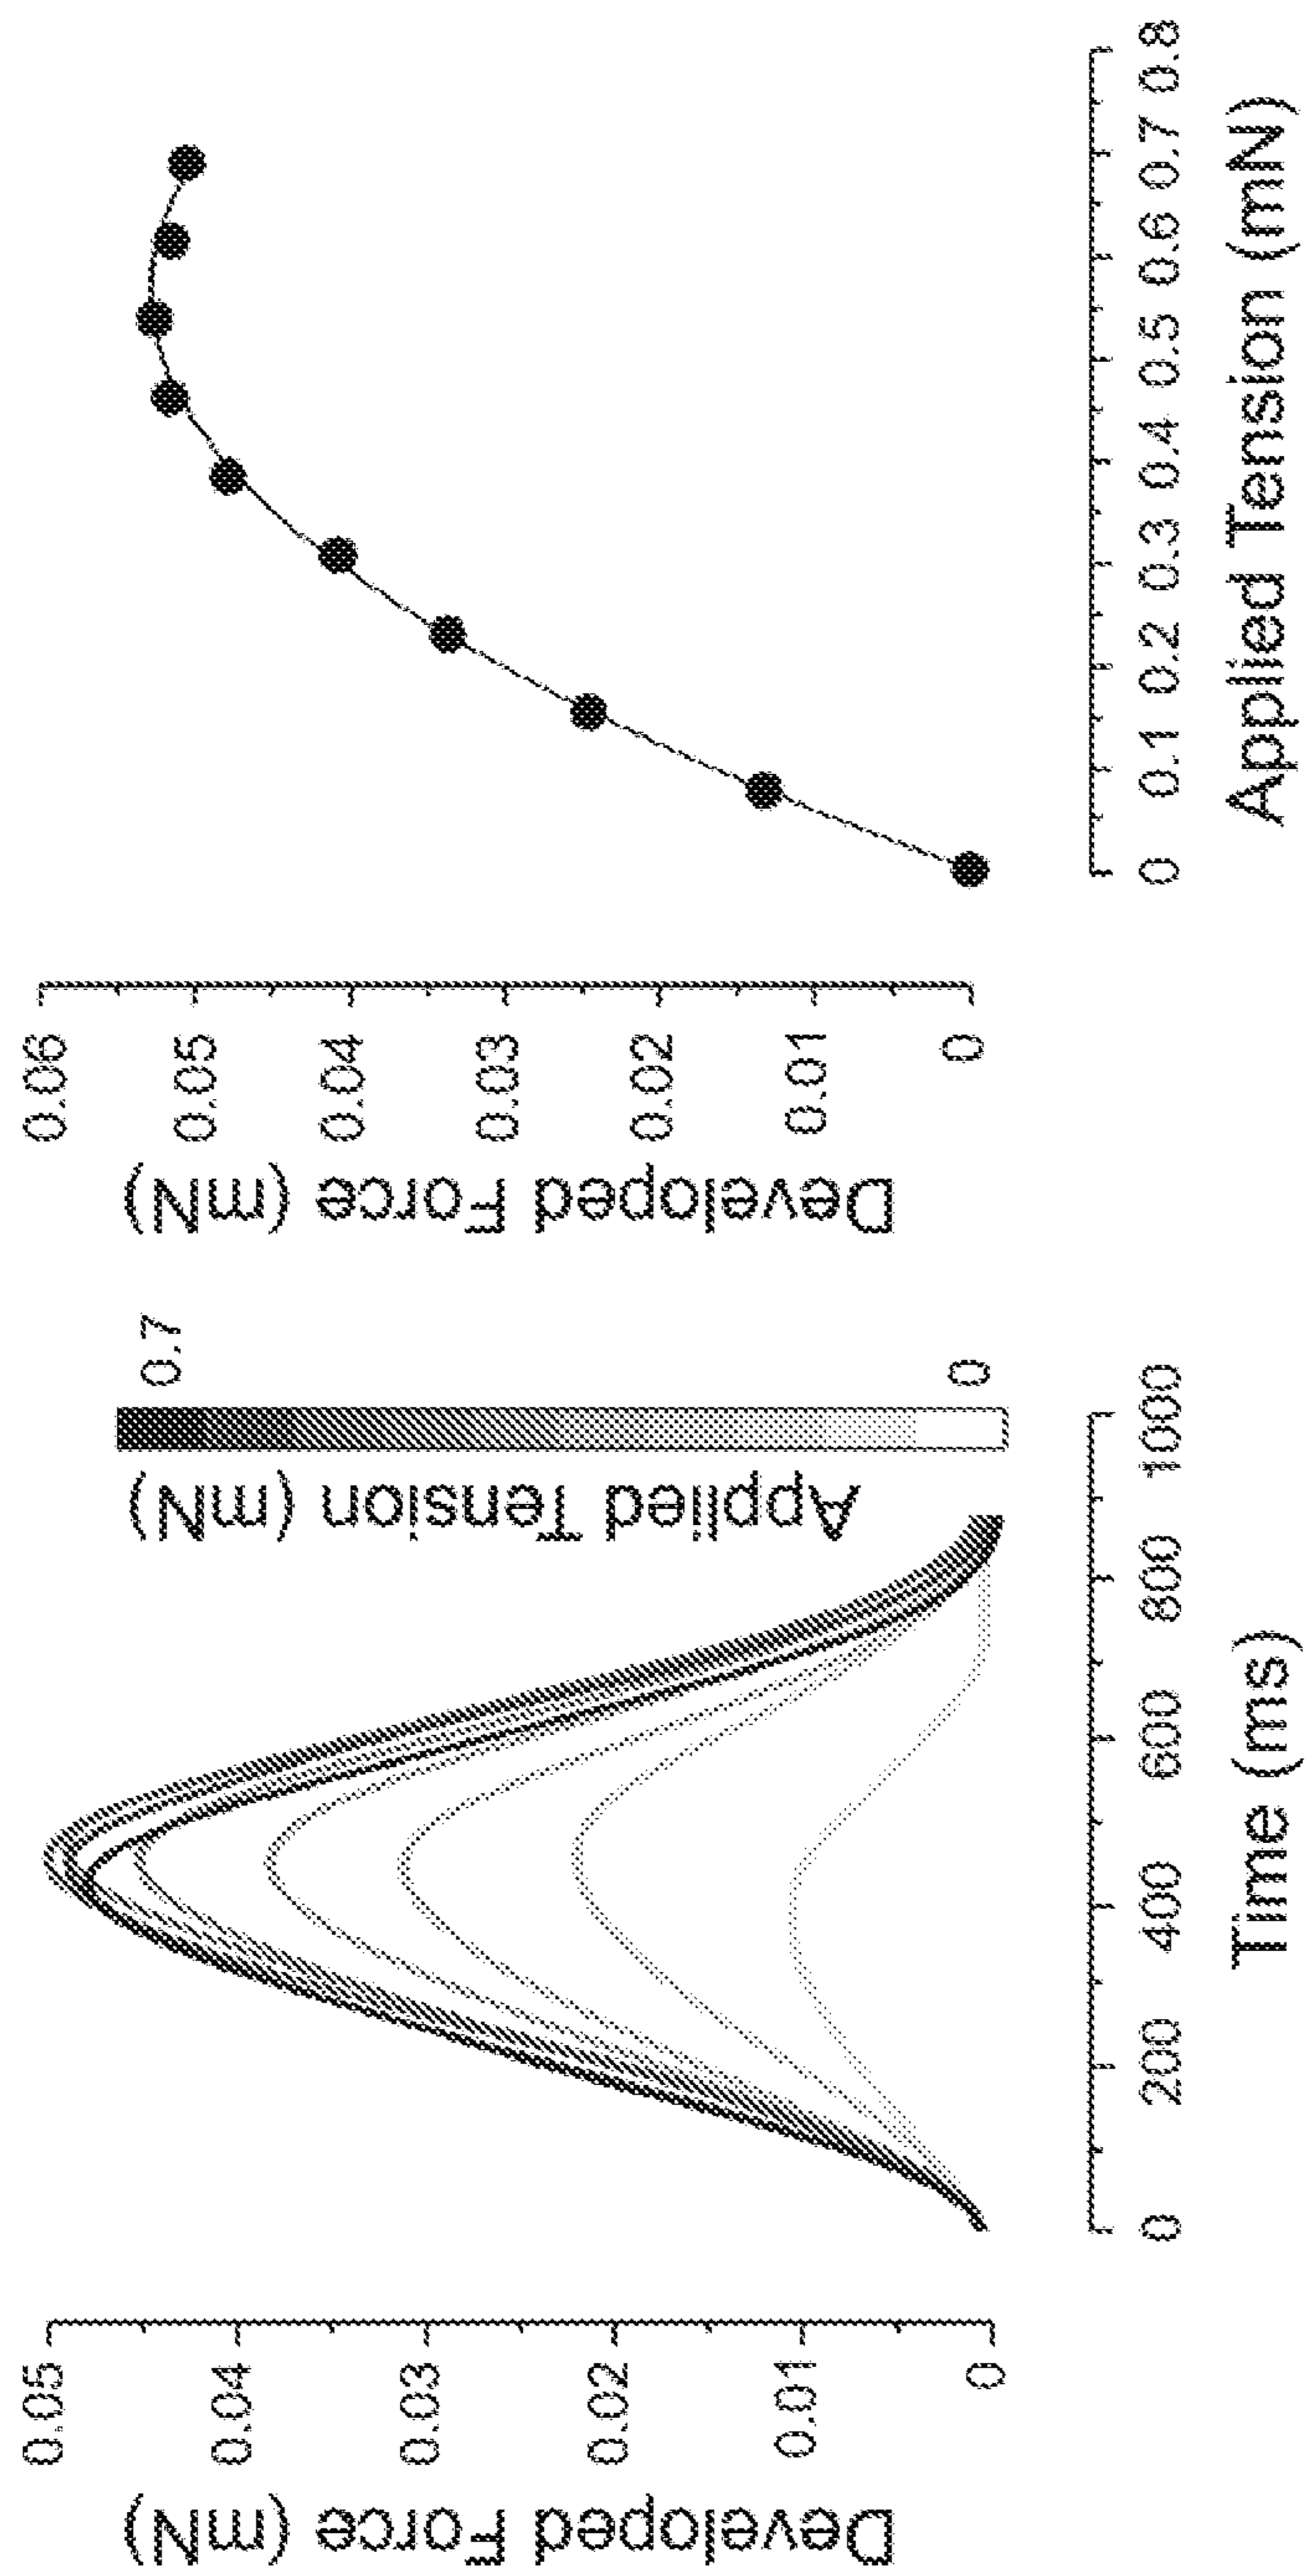 Developed Force (mN)
0.05
0.04
0.03
0.02
0.01
0
0 200 400 600 800 1000
Time (ms)
Applied Tension (mN)
0.7
0
Developed Force (mN)
0.06
0.05
0.04
0.03
0.02
0.01
0
0 0.1 0.2 0.3 0.4 0.5 0.6 0.7 0.8
Applied Tension (mN)